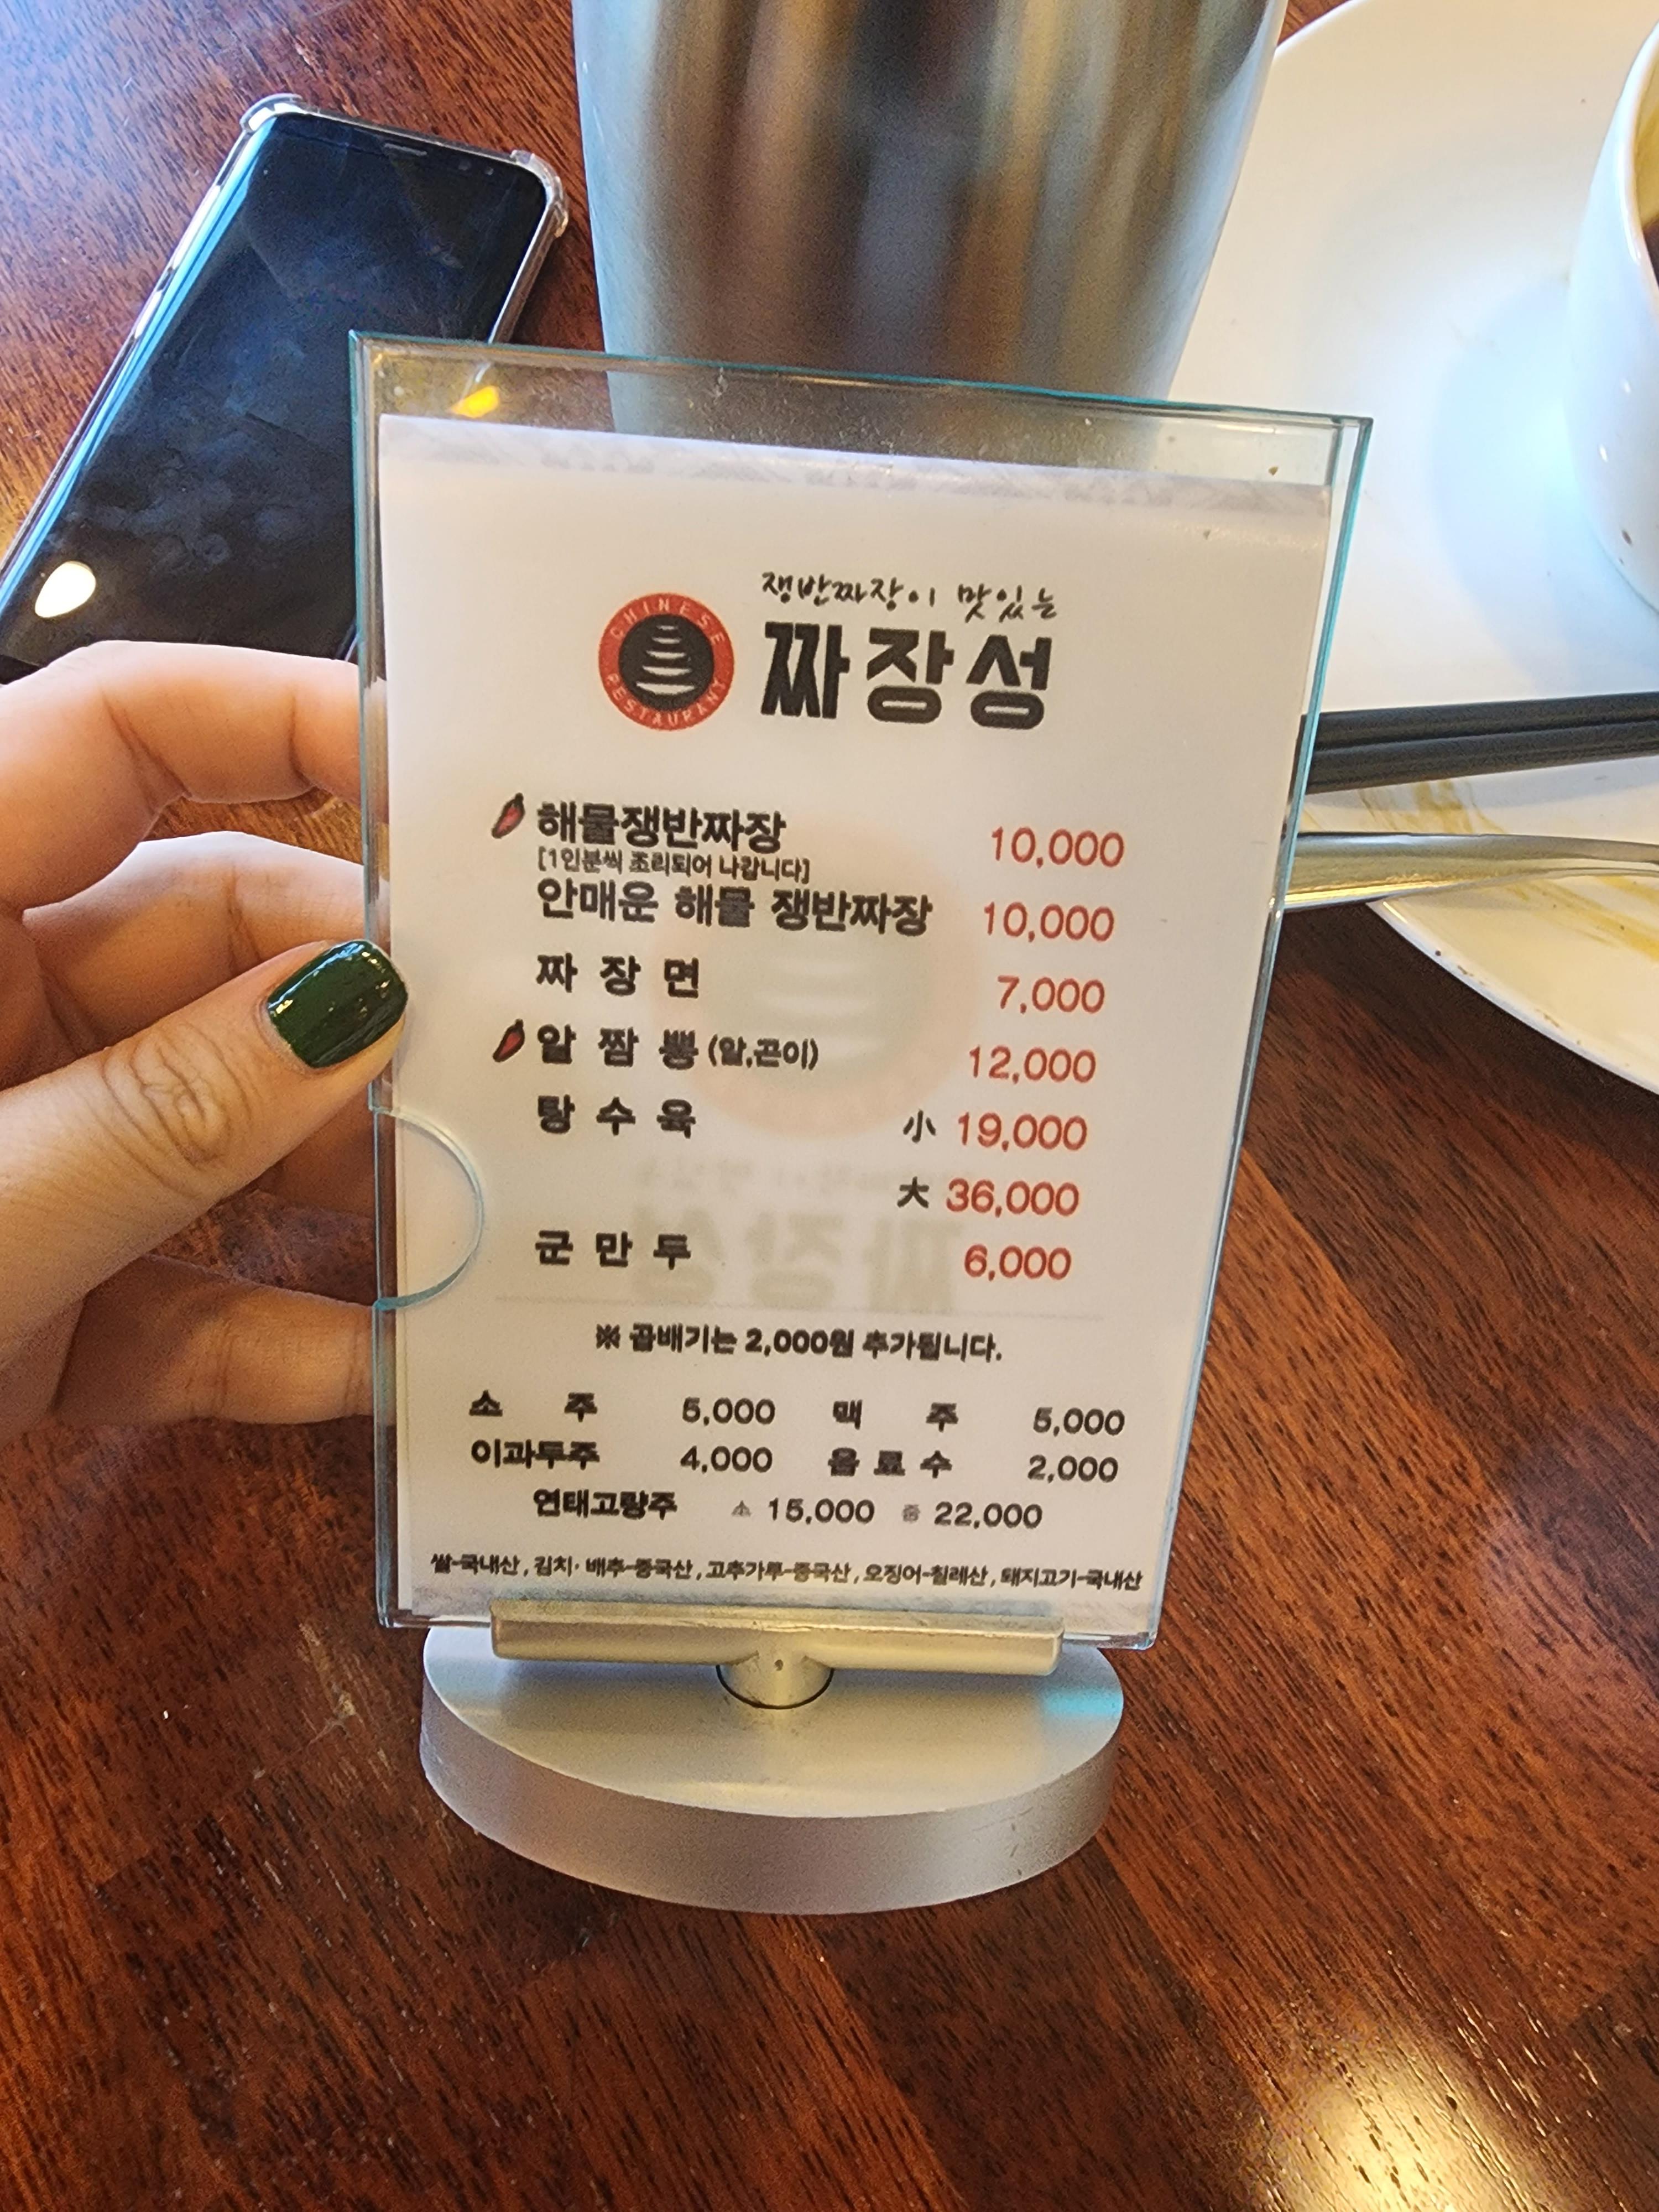 쟁반짜장이 맛있는
CHINESE RESTAURANT
짜장성
해물쟁반짜장 10,000
[1인분씩 조리되어 나갑니다]
안매운 해물 쟁반짜장 10,000
짜 장 면 7,000
알 짬 뽕 (알,곤이) 12,000
탕 수 육 小 19,000
大 36,000
군 만 두 6,000
※ 곱배기는 2,000원 추가됩니다.
소 주 5,000 맥 주 5,000
이과두주 4,000 음 료 수 2,000
연태고량주 소 15,000 중 22,000
쌀-국내산, 김치· 배추-중국산, 고추가루-중국산, 오징어-칠레산, 돼지고기-국내산